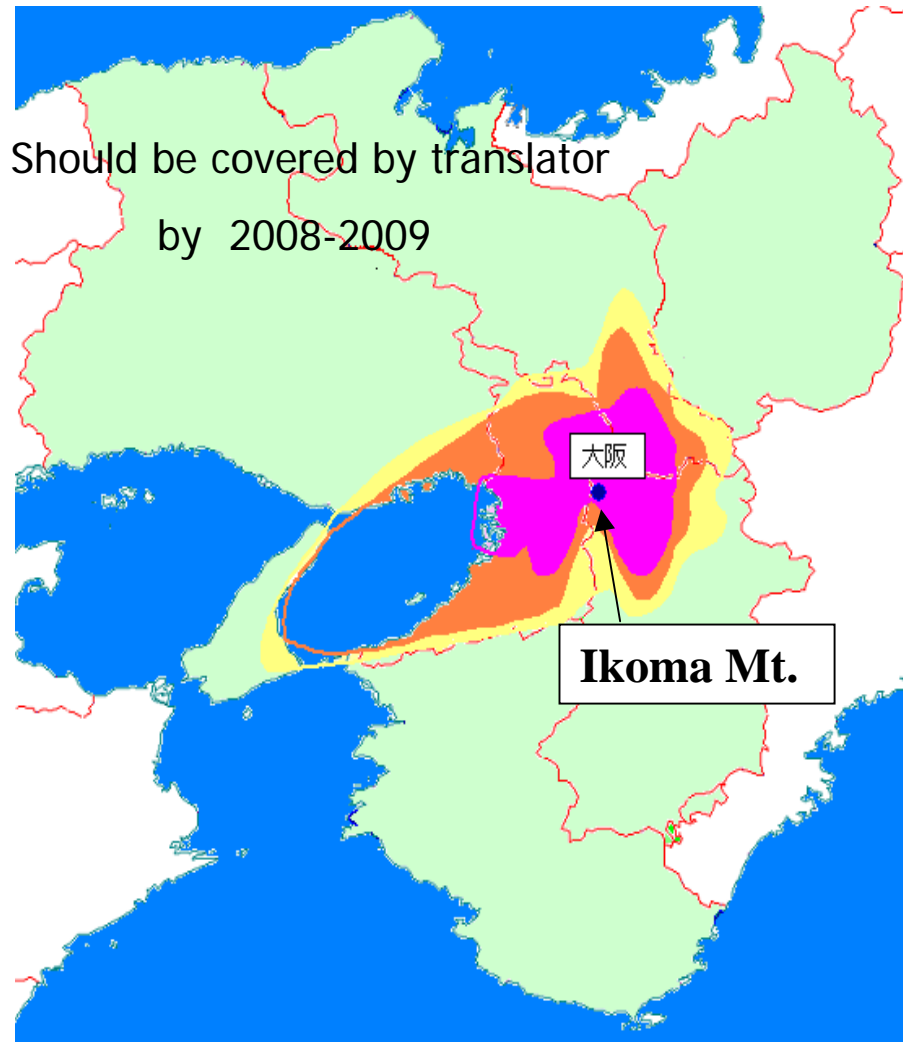 Should be covered by translator
by 2008-2009
大阪
Ikoma Mt.